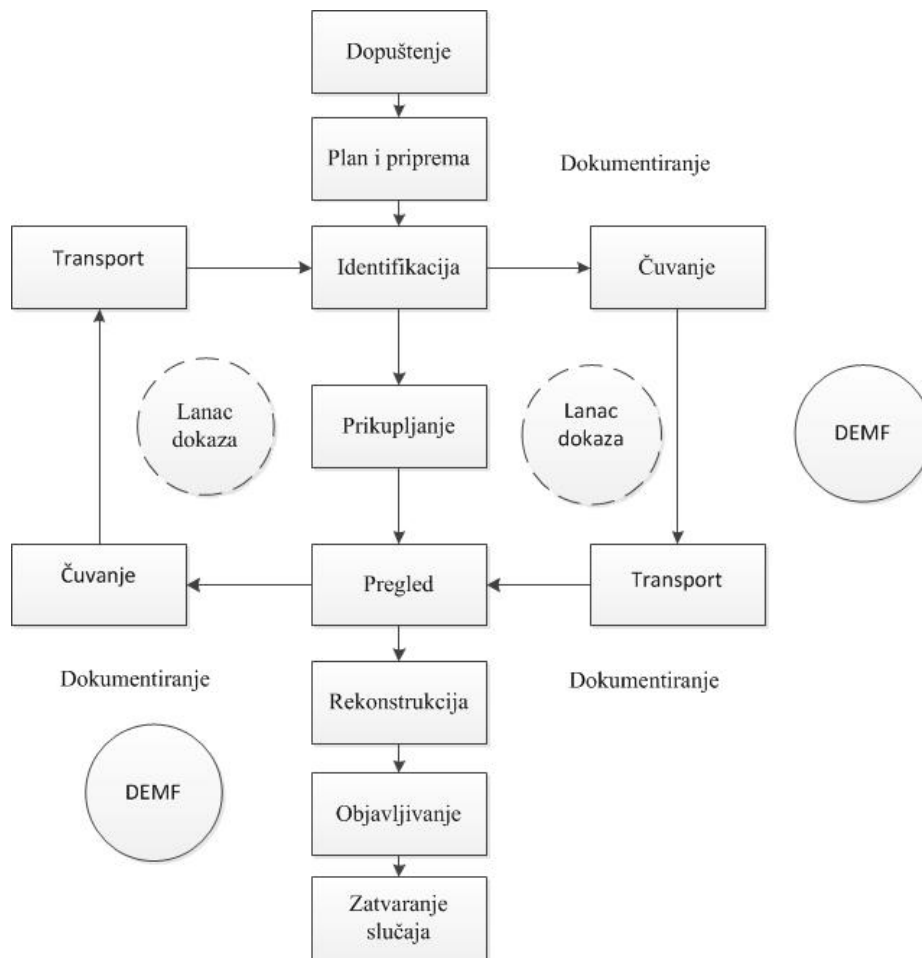 Dopuštenje
Plan i priprema
Dokumentiranje
Transport
Identifikacija
Čuvanje
Lanac
dokaza
Prikupljanje
Lanac
dokaza
DEMF
Čuvanje
Pregled
Transport
Dokumentiranje
Rekonstrukcija
Dokumentiranje
DEMF
Objavljivanje
Zatvaranje
slučaja